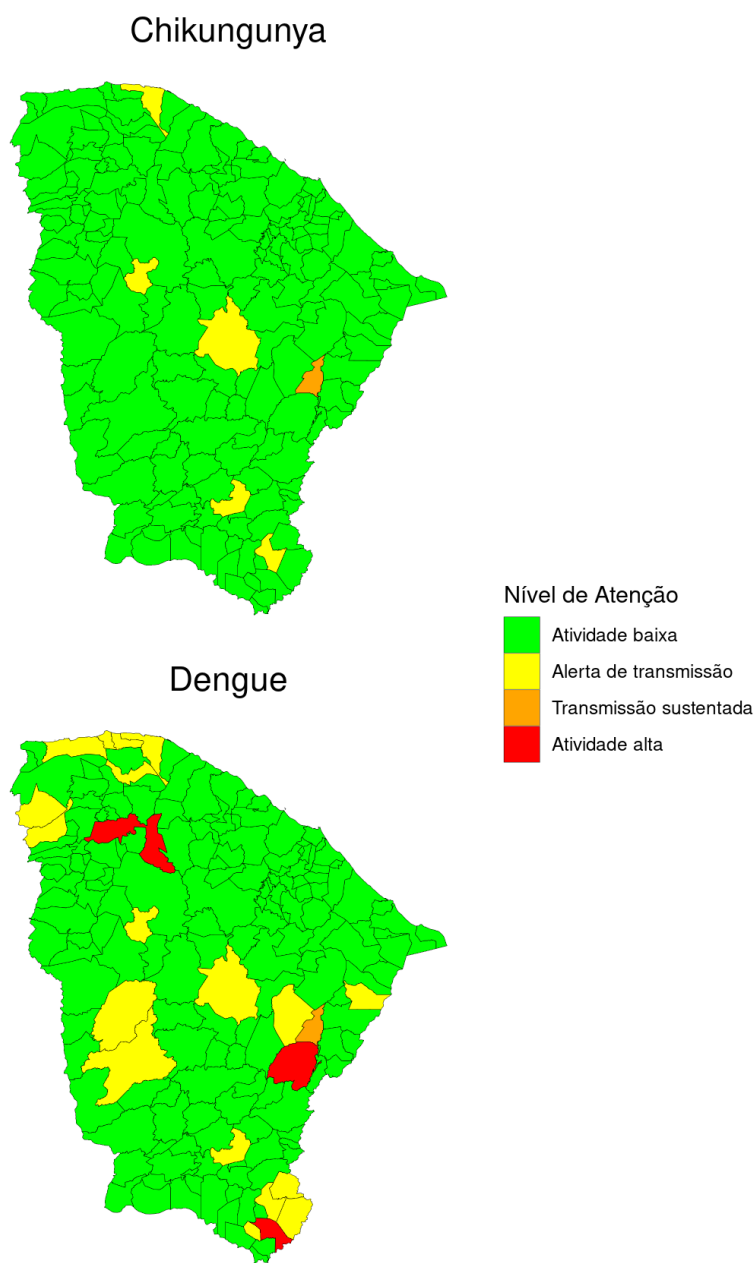 Chikungunya
Nível de Atenção
Atividade baixa
Alerta de transmissão
Transmissão sustentada
Atividade alta
Dengue